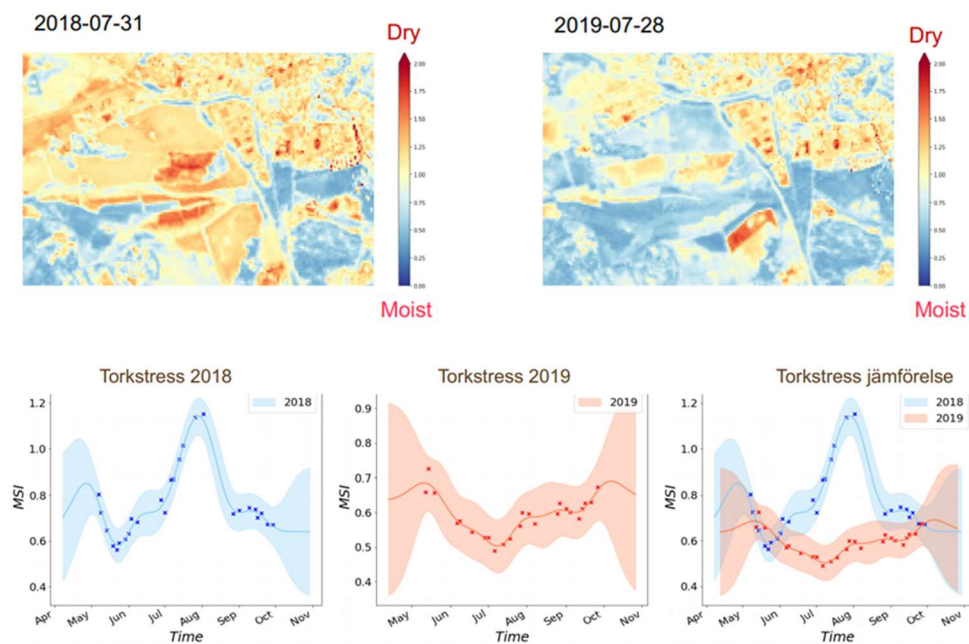 2018-07-31
Dry
2.00
1.75
1.50
1.25
1.00
0.75
0.50
0.25
0.00
Moist
2019-07-28
Dry
2.00
1.75
1.50
1.25
1.00
0.75
0.50
0.25
0.00
Moist
Torkstress 2018
2018
MSI
1.2
1.0
0.8
0.6
0.4
Apr May Jun Jul Aug Sep Oct Nov
Time
Torkstress 2019
2019
MSI
0.9
0.8
0.7
0.6
0.5
0.4
May Jun Jul Aug Sep Oct
Time
Torkstress jämförelse
2018
2019
MSI
1.2
1.0
0.8
0.6
0.4
Apr May Jun Jul Aug Sep Oct Nov
Time